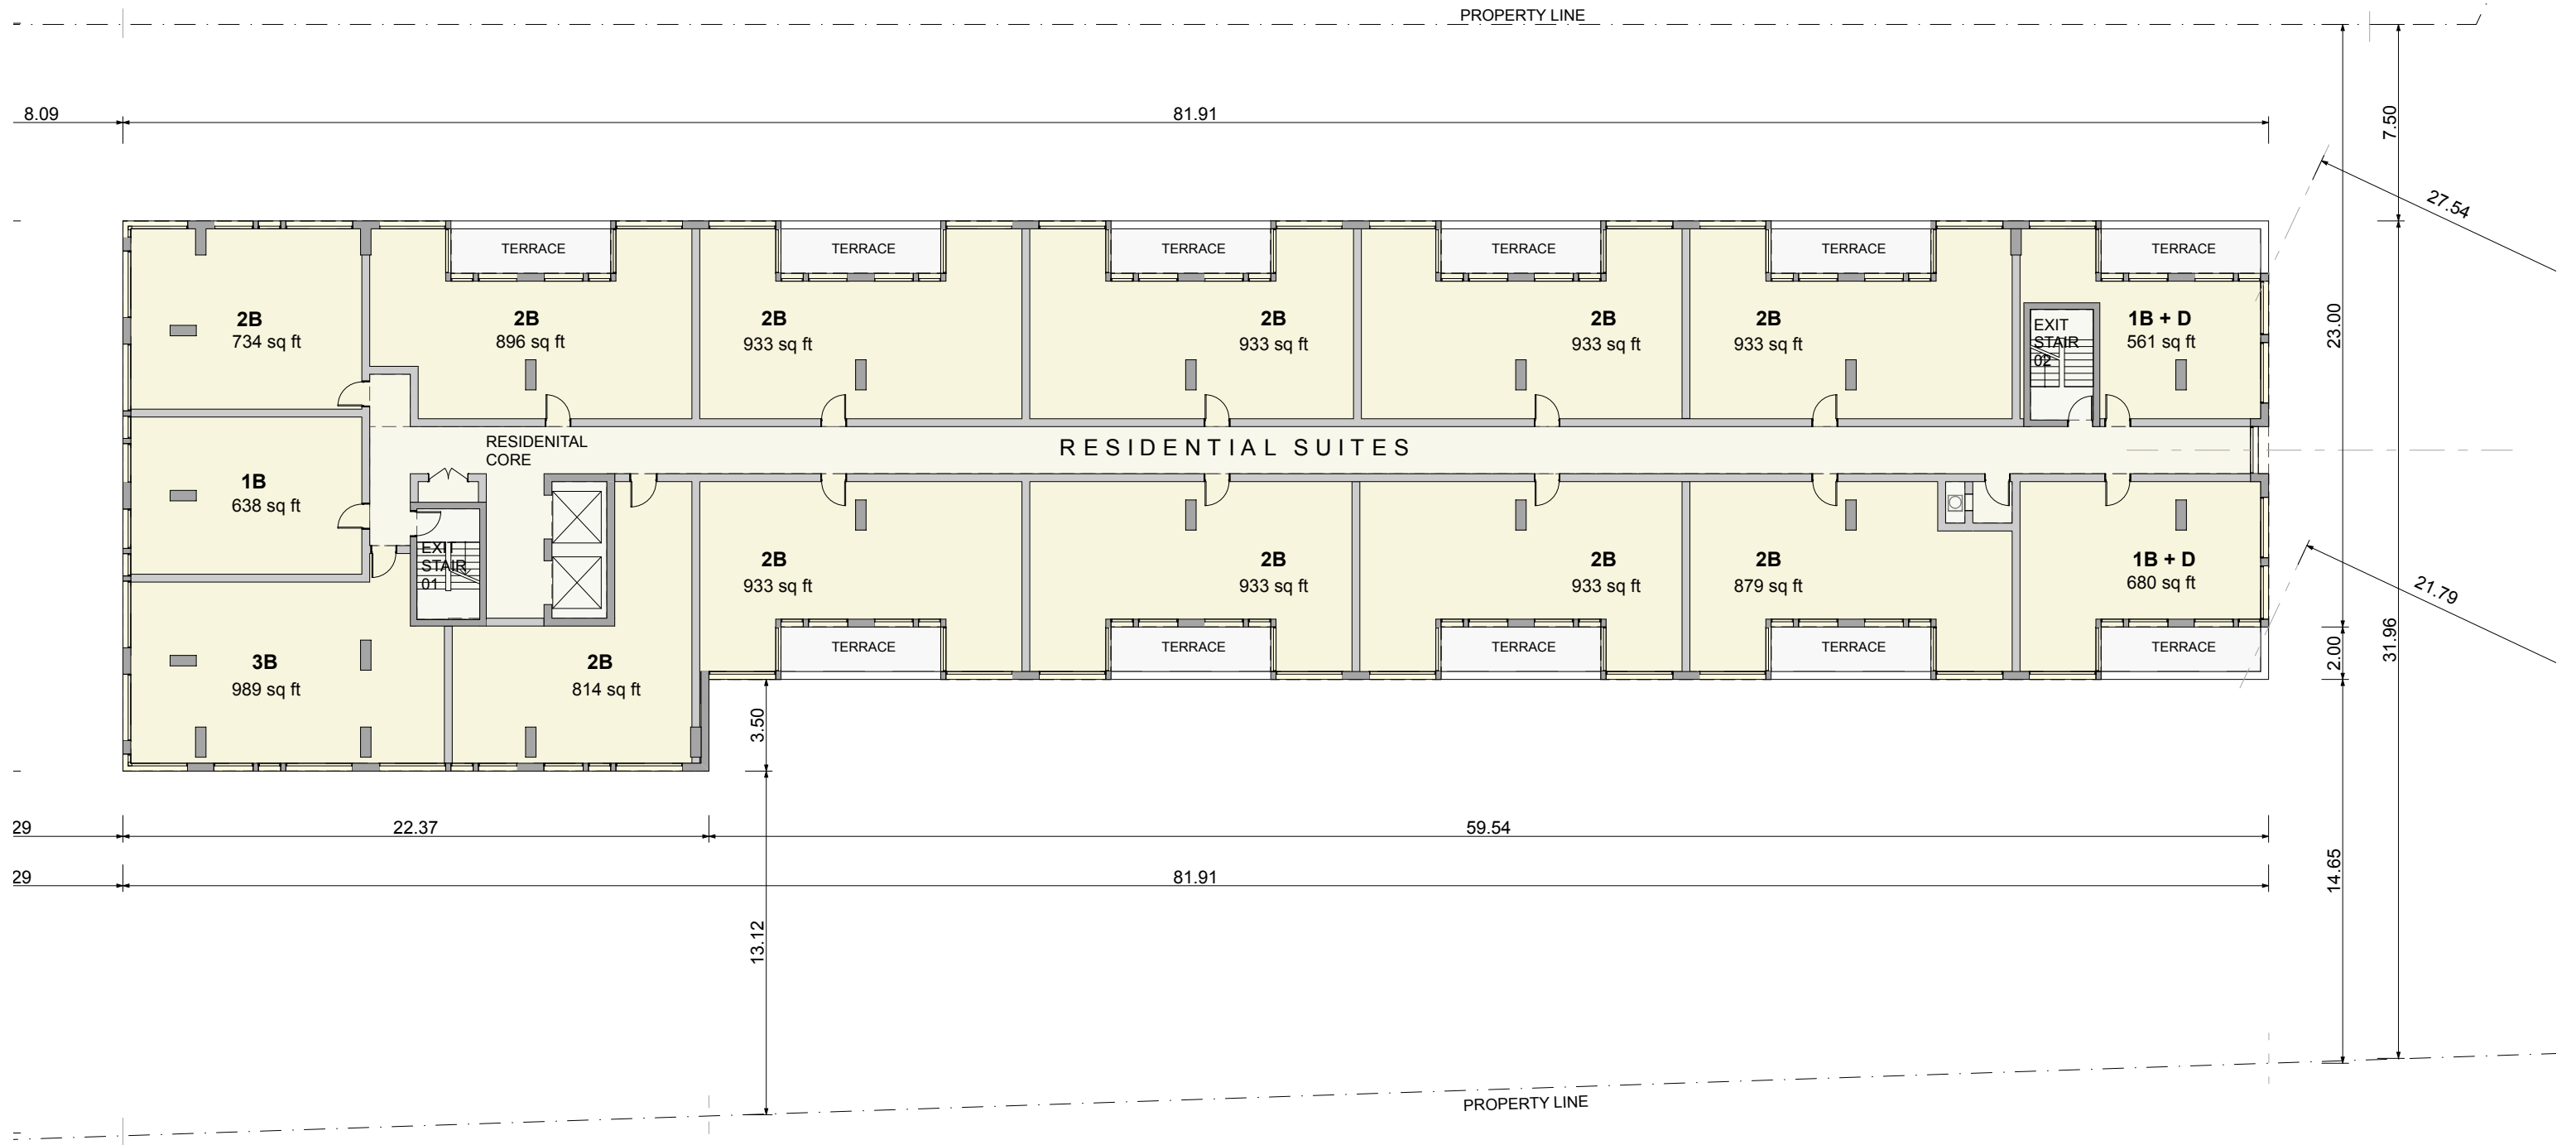 PROPERTY LINE
8.09
81.91
7.50
27.54
TERRACE
TERRACE
TERRACE
TERRACE
TERRACE
TERRACE
2B
734 sq ft
2B
896 sq ft
2B
933 sq ft
2B
933 sq ft
2B
933 sq ft
2B
933 sq ft
EXIT
STAIR
02
1B + D
561 sq ft
23.00
RESIDENITAL
CORE
RESIDENTIAL SUITES
1B
638 sq ft
EXIT
STAIR
01
2B
933 sq ft
2B
933 sq ft
2B
933 sq ft
2B
879 sq ft
1B + D
680 sq ft
21.79
TERRACE
TERRACE
TERRACE
TERRACE
TERRACE
2.00
31.96
3B
989 sq ft
2B
814 sq ft
3.50
29
22.37
59.54
29
81.91
14.65
13.12
PROPERTY LINE